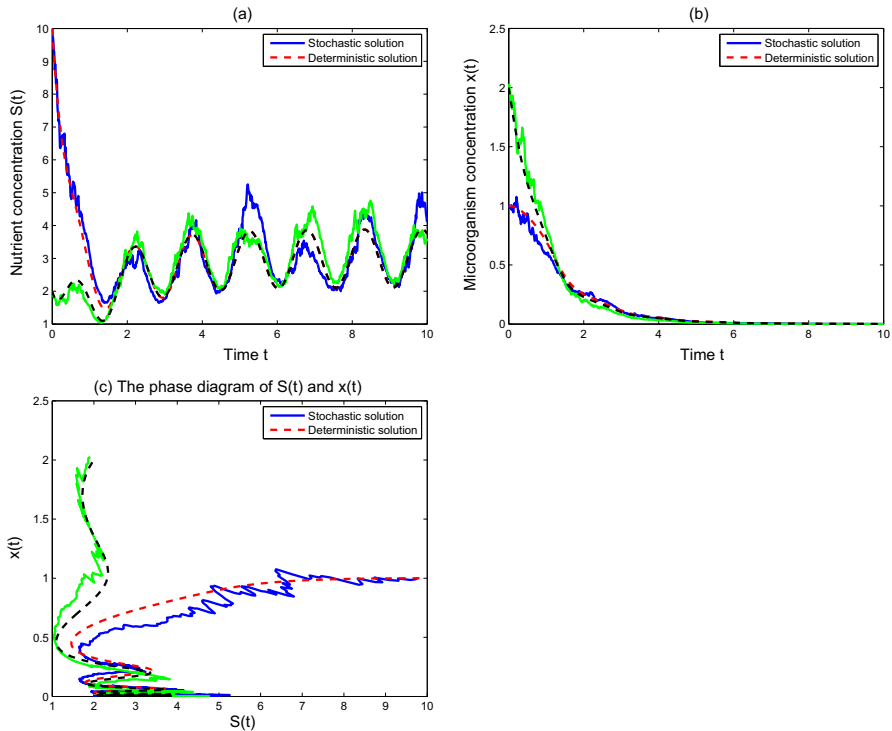 (a)
Nutrient concentration S(t)
10
9
8
7
6
5
4
3
2
1
0
2
4
6
8
10
Time t
Stochastic solution
Deterministic solution
(b)
Microorganism concentration x(t)
2.5
2
1.5
1
0.5
0
0
2
4
6
8
10
Time t
Stochastic solution
Deterministic solution
(c) The phase diagram of S(t) and x(t)
x(t)
2.5
2
1.5
1
0.5
0
1
2
3
4
5
6
7
8
9
10
S(t)
Stochastic solution
Deterministic solution